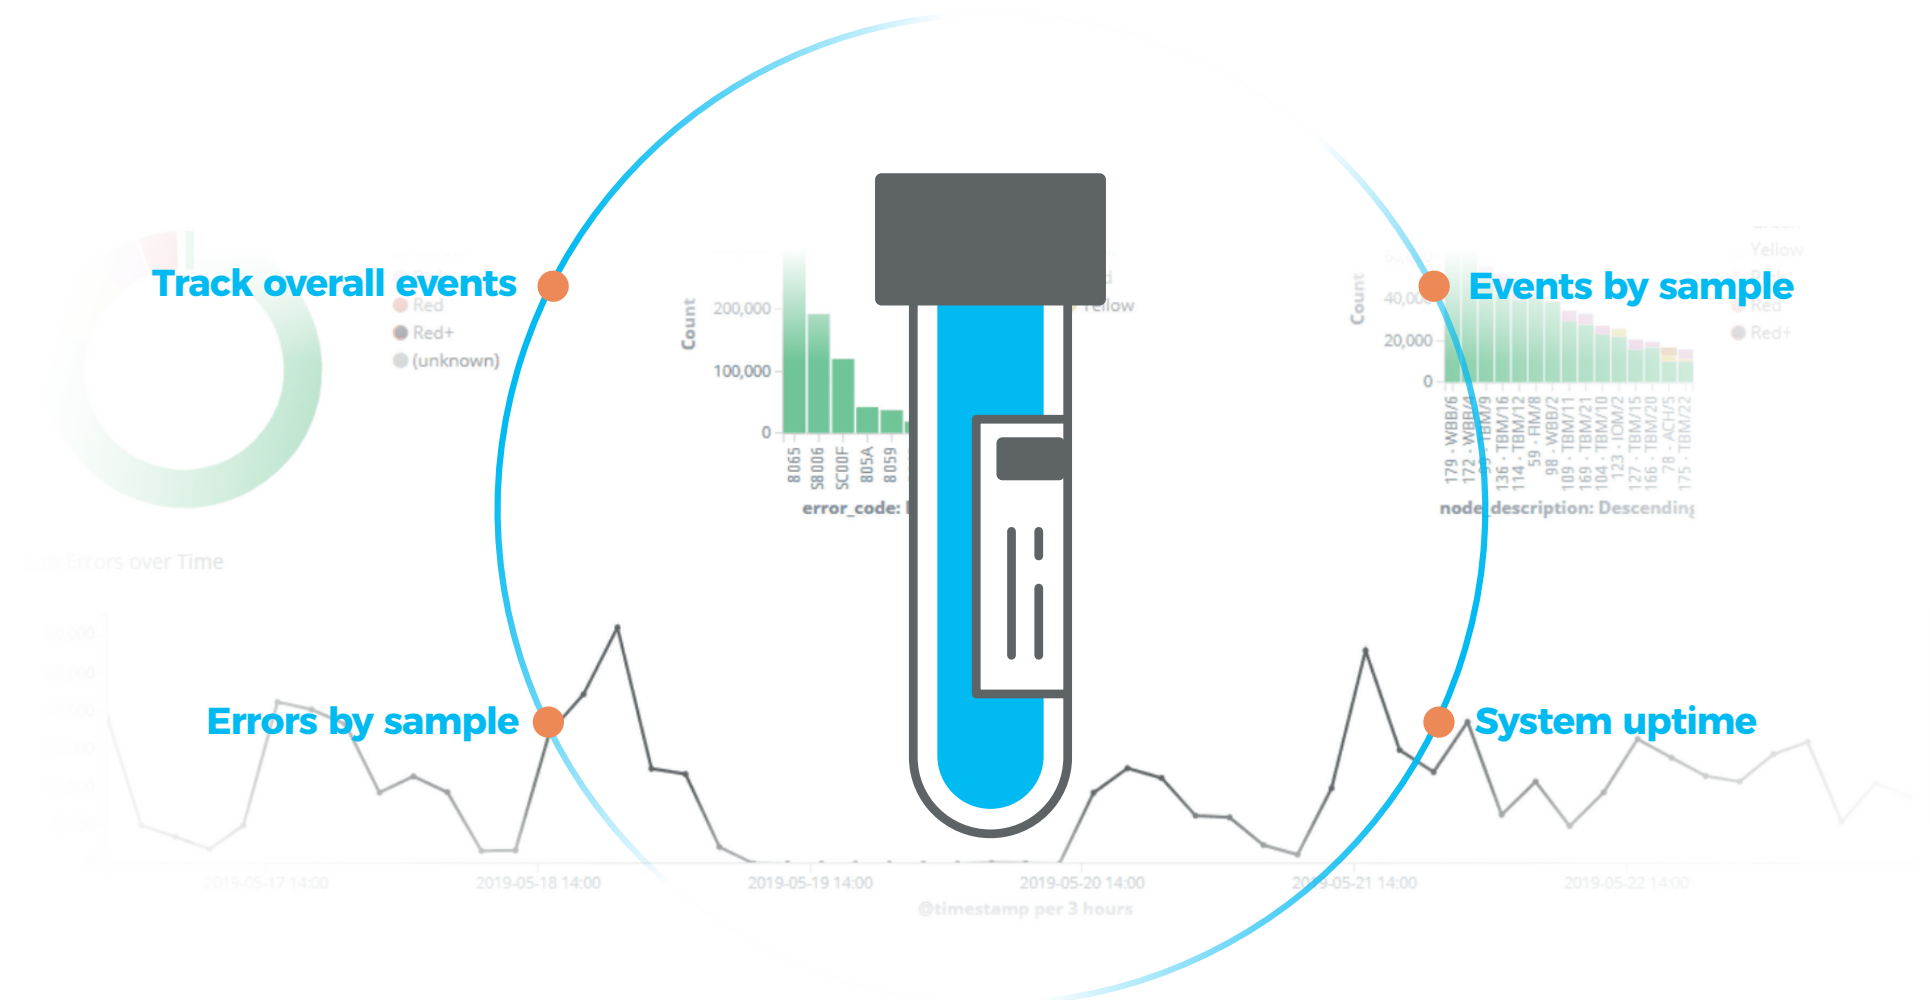 Track overall events
Red
Red+
(unknown)
Count
200,000
100,000
0
8065
S8006
SC00F
805A
8059
error_code:
Yellow
Events by sample
Yellow
Red
Red+
Count
40,000
20,000
0
179 - WBB/6
172 - WBB/4
136 - TBM/16
114 - TBM/12
59 - FIM/8
98 - WBB/2
109 - TBM/11
169 - TBM/21
104 - TBM/10
123 - IOM/2
127 - TBM/15
166 - TBM/20
78 - ACH/5
175 - TBM/22
node_description: Descending
Errors over Time
Errors by sample
System uptime
2019-05-17 14:00
2019-05-18 14:00
2019-05-19 14:00
2019-05-20 14:00
2019-05-21 14:00
2019-05-22 14:00
@timestamp per 3 hours